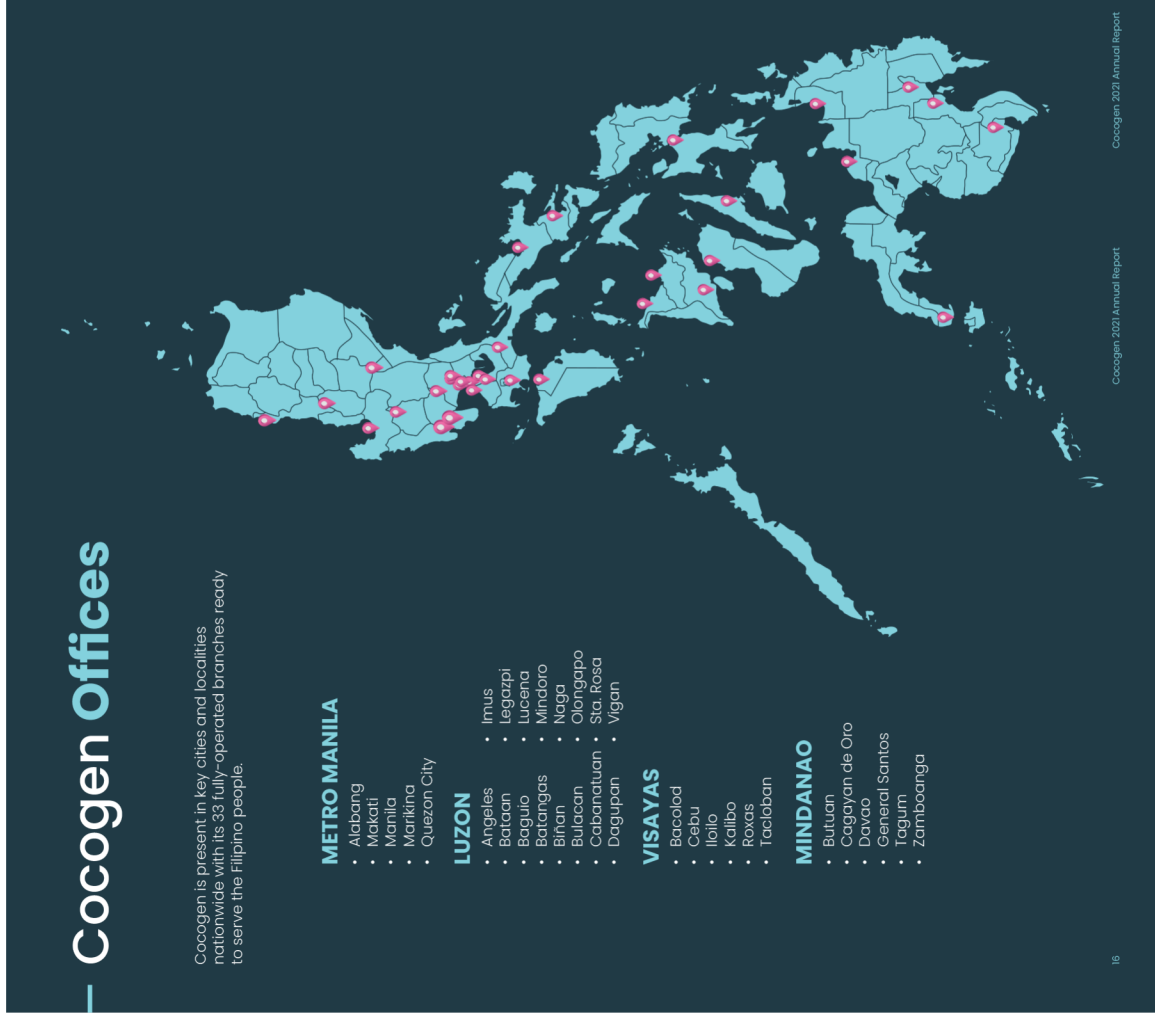 Cocogen Offices
Cocogen is present in key cities and localities
nationwide with its 33 fully-operated branches ready
to serve the Filipino people.
METRO MANILA
• Alabang
• Makati
• Manila
• Marikina
• Quezon City
LUZON
• Angeles
• Bataan
• Baguio
• Batangas
• Biñan
• Bulacan
• Cabanatuan
• Dagupan
• Imus
• Legazpi
• Lucena
• Mindoro
• Naga
• Olongapo
• Sta. Rosa
• Vigan
VISAYAS
• Bacolod
• Cebu
• Iloilo
• Kalibo
• Roxas
• Tacloban
MINDANAO
• Butuan
• Cagayan de Oro
• Davao
• General Santos
• Tagum
• Zamboanga
16
Cocogen 2021 Annual Report
Cocogen 2021 Annual Report